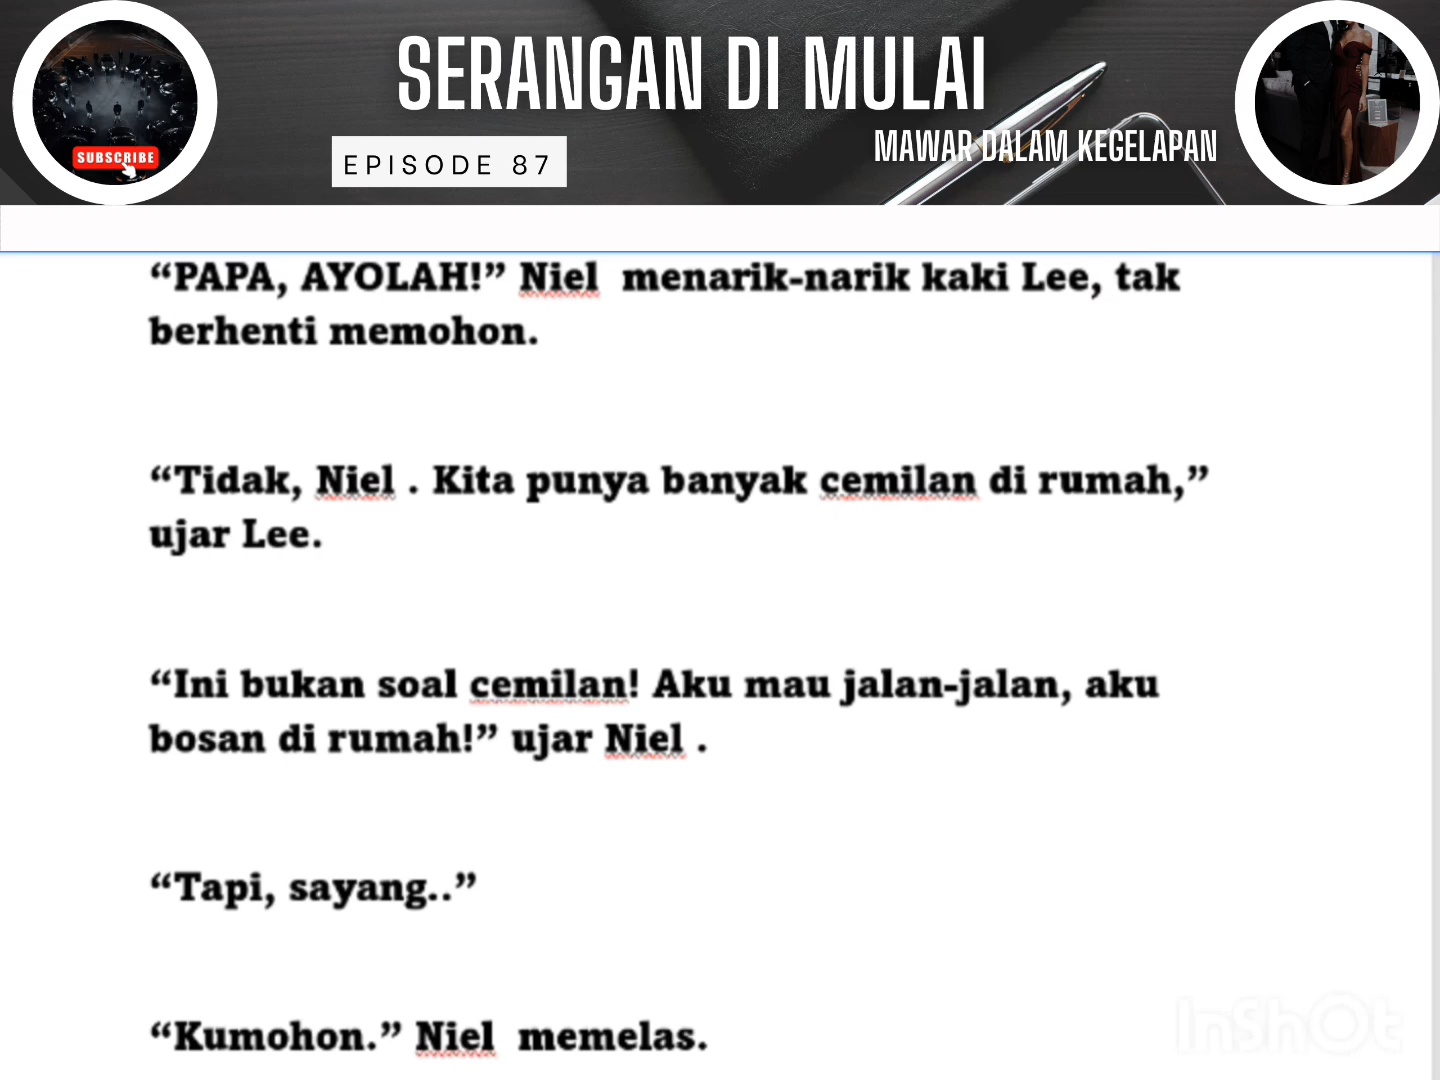 SERANGAN DI MULAI
MAWAR DALAM KEGELAPAN
EPISODE 87
SUBSCRIBE
“PAPA, AYOLAH!” Niel menarik-narik kaki Lee, tak
berhenti memohon.
“Tidak, Niel . Kita punya banyak cemilan di rumah,”
ujar Lee.
“Ini bukan soal cemilan! Aku mau jalan-jalan, aku
bosan di rumah!” ujar Niel .
“Tapi, sayang..”
“Kumohon.” Niel memelas.
InShOt